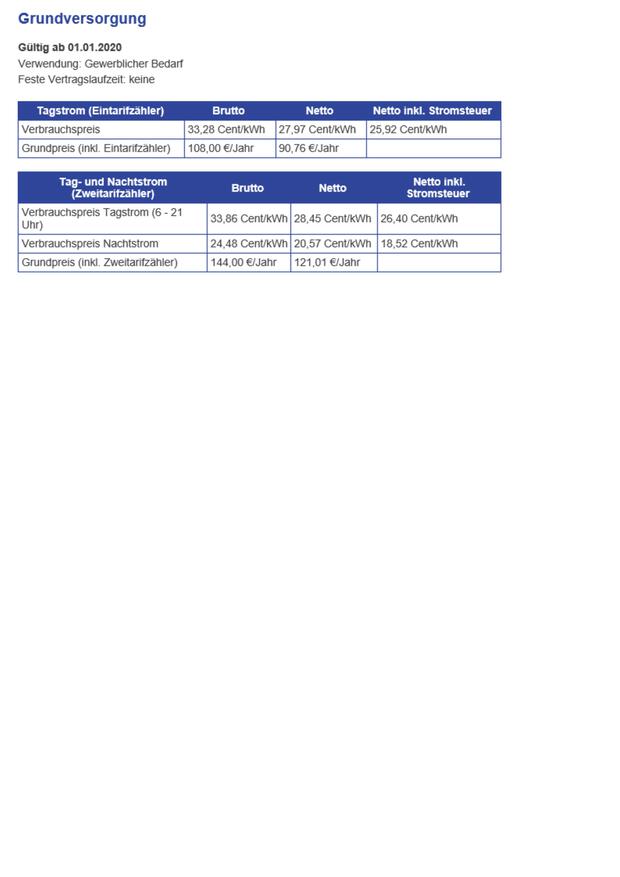 Grundversorgung
Gültig ab 01.01.2020
Verwendung: Gewerblicher Bedarf
Feste Vertragslaufzeit: keine
Tagstrom (Eintarifzähler) Brutto Netto Netto inkl. Stromsteuer
Verbrauchspreis 33,28 Cent/kWh 27,97 Cent/kWh 25,92 Cent/kWh
Grundpreis (inkl. Eintarifzähler) 108,00 €/Jahr 90,76 €/Jahr
Tag- und Nachtstrom
(Zweitarifzähler) Brutto Netto Netto inkl.
Stromsteuer
Verbrauchspreis Tagstrom (6 - 21
Uhr) 33,86 Cent/kWh 28,45 Cent/kWh 26,40 Cent/kWh
Verbrauchspreis Nachtstrom 24,48 Cent/kWh 20,57 Cent/kWh 18,52 Cent/kWh
Grundpreis (inkl. Zweitarifzähler) 144,00 €/Jahr 121,01 €/Jahr